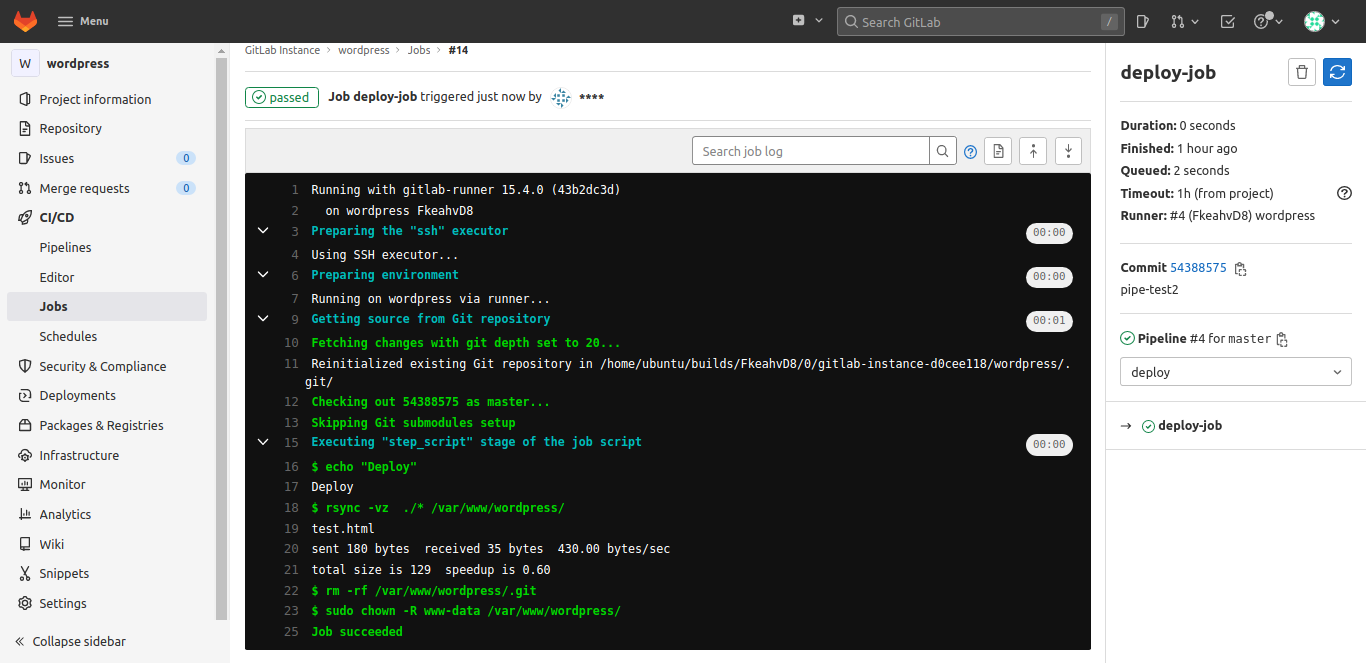 Menu
Search GitLab
/
W wordpress
Project information
Repository
Issues 0
Merge requests 0
CI/CD
Pipelines
Editor
Jobs
Schedules
Security & Compliance
Deployments
Packages & Registries
Infrastructure
Monitor
Analytics
Wiki
Snippets
Settings
Collapse sidebar
GitLab Instance > wordpress > Jobs > #14
passed Job deploy-job triggered just now by ****
Search job log
1 Running with gitlab-runner 15.4.0 (43b2dc3d)
2 on wordpress FkeahvD8
3 Preparing the "ssh" executor 00:00
4 Using SSH executor...
6 Preparing environment 00:00
7 Running on wordpress via runner...
9 Getting source from Git repository 00:01
10 Fetching changes with git depth set to 20...
11 Reinitialized existing Git repository in /home/ubuntu/builds/FkeahvD8/0/gitlab-instance-d0cee118/wordpress/.
git/
12 Checking out 54388575 as master...
13 Skipping Git submodules setup
15 Executing "step_script" stage of the job script 00:00
16 $ echo "Deploy"
17 Deploy
18 $ rsync -vz  ./* /var/www/wordpress/
19 test.html
20 sent 180 bytes  received 35 bytes  430.00 bytes/sec
21 total size is 129  speedup is 0.60
22 $ rm -rf /var/www/wordpress/.git
23 $ sudo chown -R www-data /var/www/wordpress/
25 Job succeeded
deploy-job
Duration: 0 seconds
Finished: 1 hour ago
Queued: 2 seconds
Timeout: 1h (from project)
Runner: #4 (FkeahvD8) wordpress
Commit 54388575
pipe-test2
Pipeline #4 for master
deploy
→ deploy-job